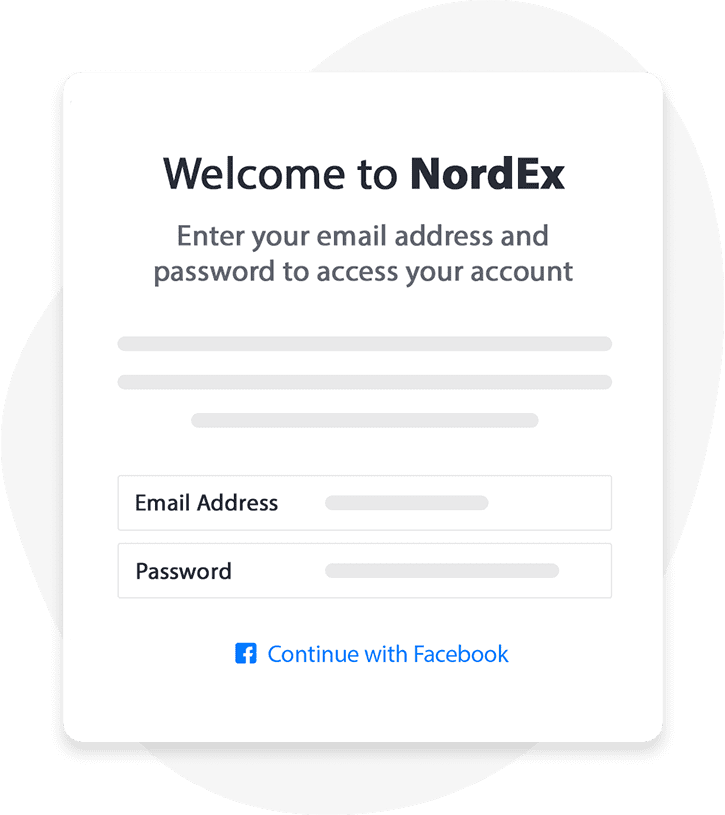 Welcome to NordEx
Enter your email address and
password to access your account
Email Address
Password
Continue with Facebook